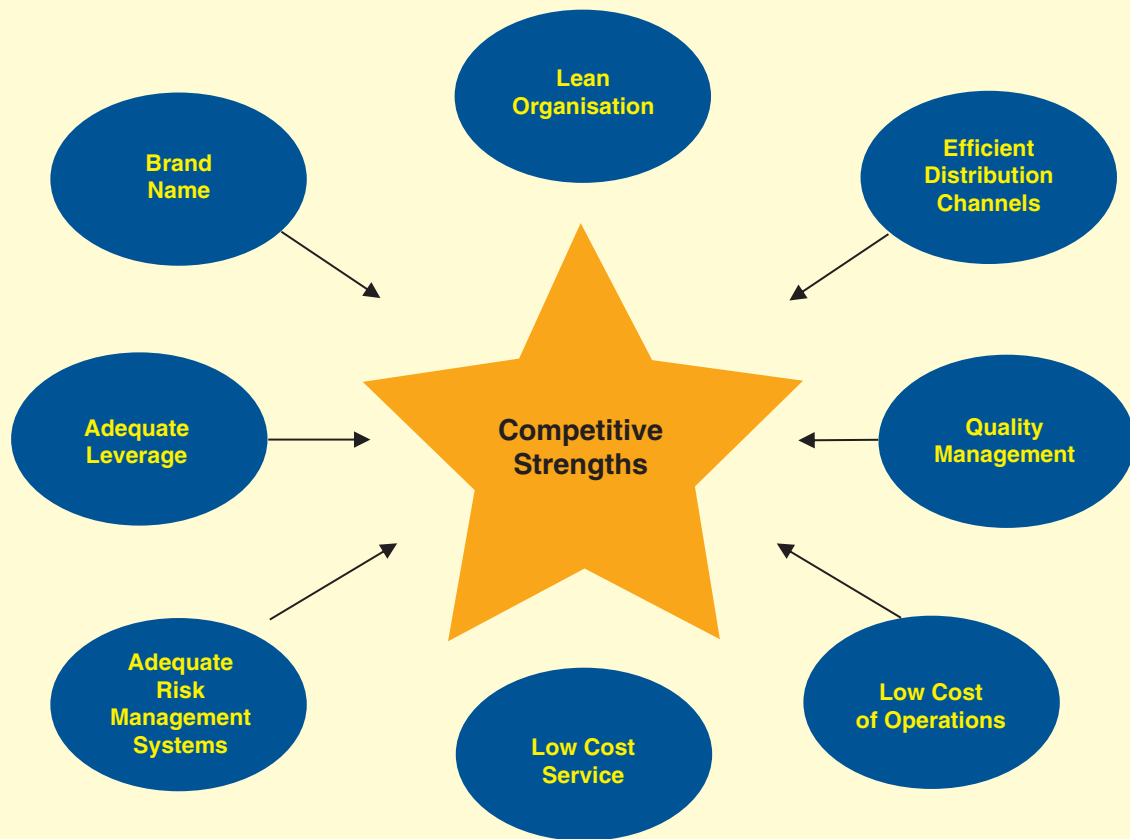 Lean
Organisation
Brand
Name
Efficient
Distribution
Channels
Competitive
Strengths
Adequate
Leverage
Quality
Management
Adequate
Risk
Management
Systems
Low Cost
Service
Low Cost
of Operations